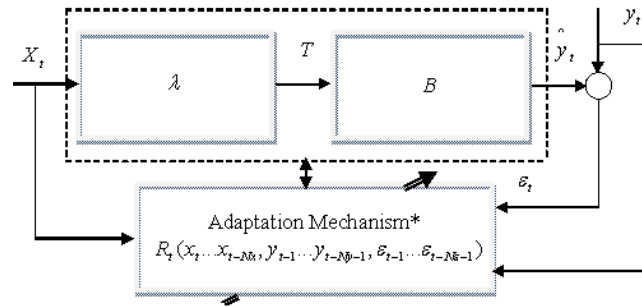 X_t
λ
T
B
ŷ_t
y_t
ε_t
Adaptation Mechanism*
R_t (x_t...x_{t-Nx}, y_{t-1}...y_{t-Ny-1}, ε_{t-1}...ε_{t-Nε-1})